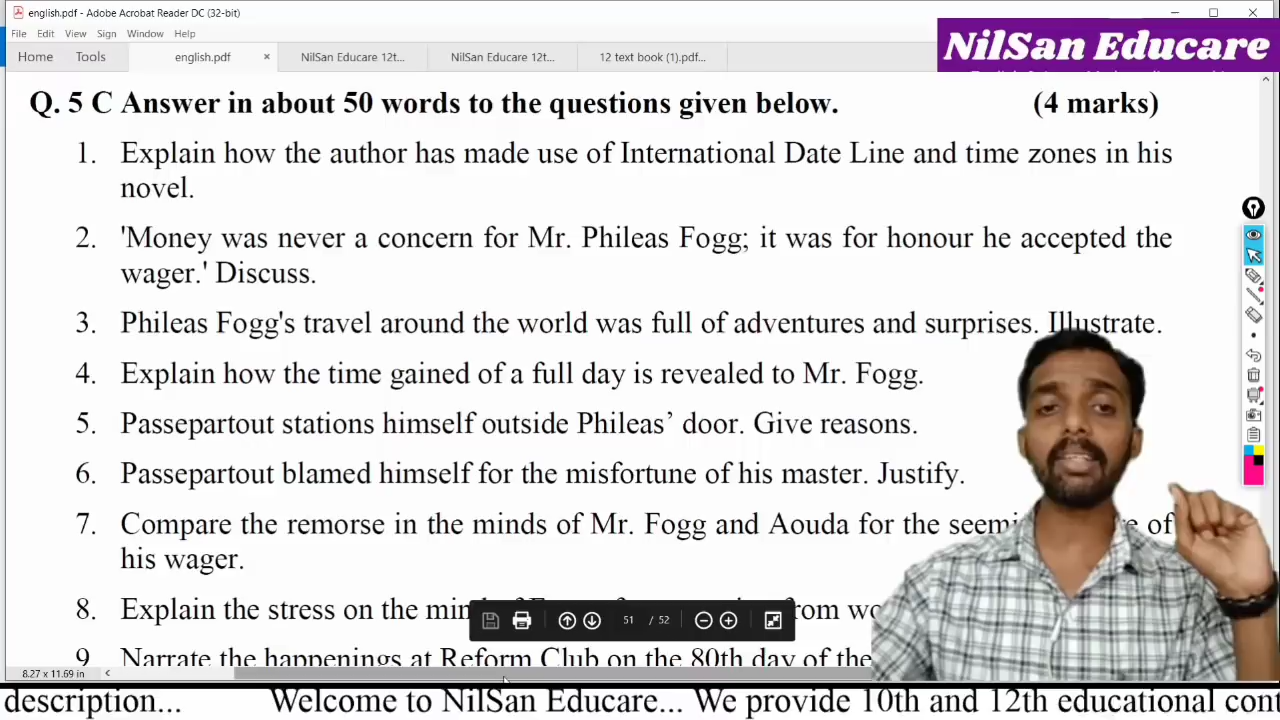 english.pdf - Adobe Acrobat Reader DC (32-bit)
File Edit View Sign Window Help
Home Tools english.pdf × NilSan Educare 12t... NilSan Educare 12t... 12 text book (1).pdf...
NilSan Educare
Q. 5 C Answer in about 50 words to the questions given below. (4 marks)
1. Explain how the author has made use of International Date Line and time zones in his
novel.
2. 'Money was never a concern for Mr. Phileas Fogg; it was for honour he accepted the
wager.' Discuss.
3. Phileas Fogg's travel around the world was full of adventures and surprises. Illustrate.
4. Explain how the time gained of a full day is revealed to Mr. Fogg.
5. Passepartout stations himself outside Phileas’ door. Give reasons.
6. Passepartout blamed himself for the misfortune of his master. Justify.
7. Compare the remorse in the minds of Mr. Fogg and Aouda for the of
his wager.
8. Explain the stress on the from
9. Narrate the happenings at Reform Club on the 80th day of the
51 / 52
8.27 x 11.69 in
description... Welcome to NilSan Educare... We provide 10th and 12th educational